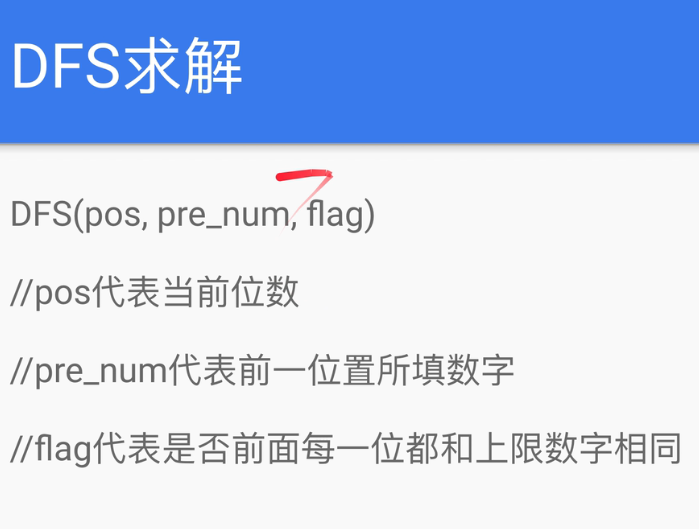 DFS求解
DFS(pos, pre_num, flag)
//pos代表当前位数
//pre_num代表前一位置所填数字
//flag代表是否前面每一位都和上限数字相同